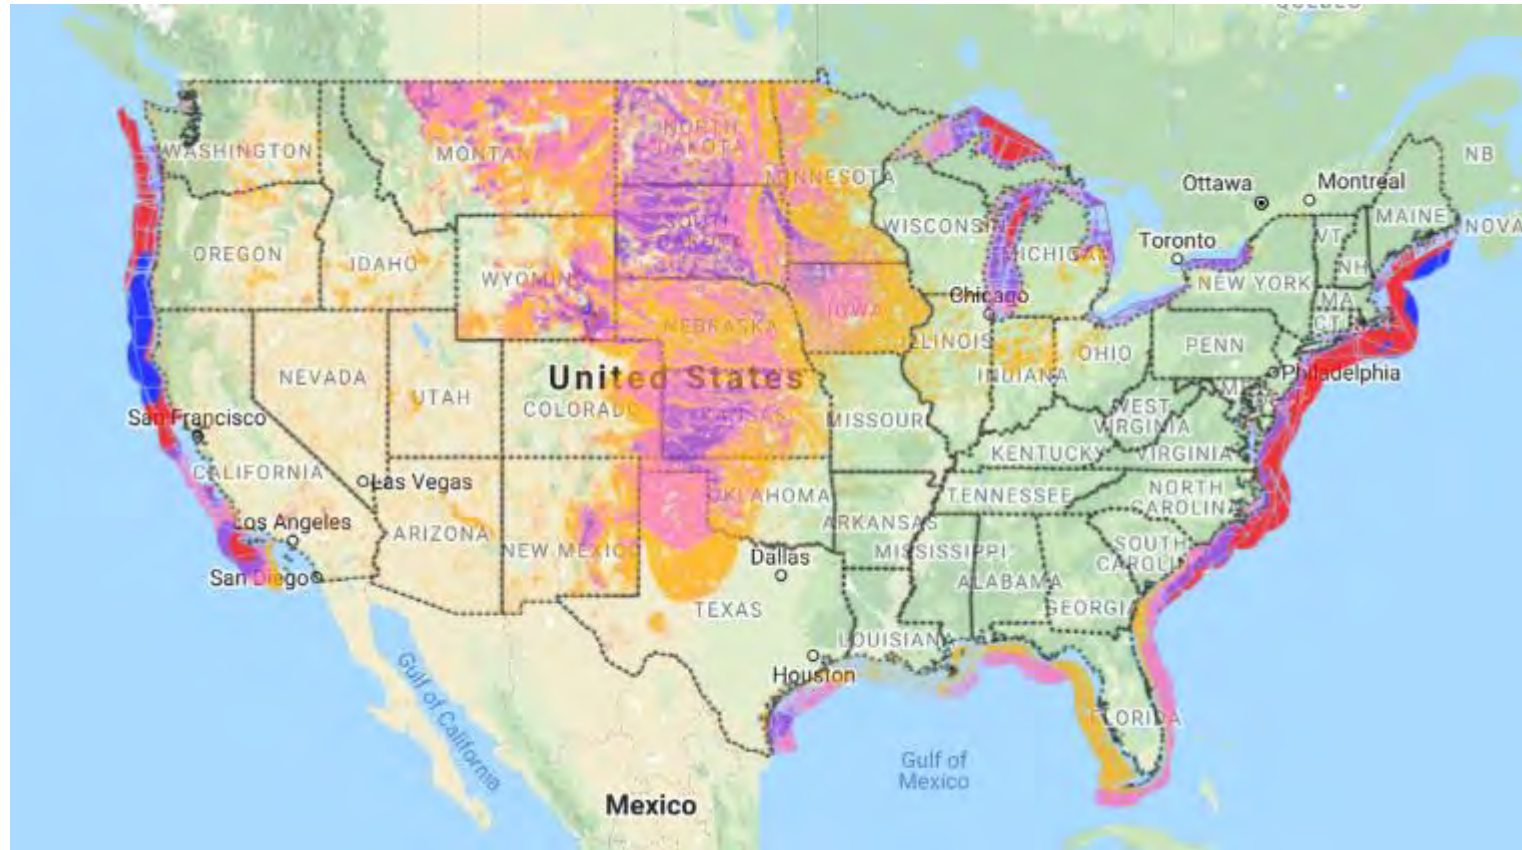 QUÉBEC
NB
NOVA
Ottawa
Montreal
Toronto
WASHINGTON
MONTANA
NORTH
DAKOTA
MINNESOTA
WISCONSIN
MICHIGAN
MAINE
VT
NH
NEW YORK
MA
CT
OREGON
IDAHO
WYOMING
SOUTH
DAKOTA
IOWA
NEBRASKA
Chicago
ILLINOIS
INDIANA
OHIO
PENN
Philadelphia
NEVADA
UTAH
COLORADO
United States
KANSAS
MISSOURI
WEST
VIRGINIA
KENTUCKY
VIRGINIA
San Francisco
CALIFORNIA
Las Vegas
Los Angeles
San Diego
ARIZONA
NEW MEXICO
OKLAHOMA
ARKANSAS
TENNESSEE
NORTH
CAROLINA
SOUTH
CAROLINA
MISSISSIPPI
ALABAMA
GEORGIA
Dallas
TEXAS
LOUISIANA
Houston
FLORIDA
Gulf of California
Gulf of
Mexico
Mexico